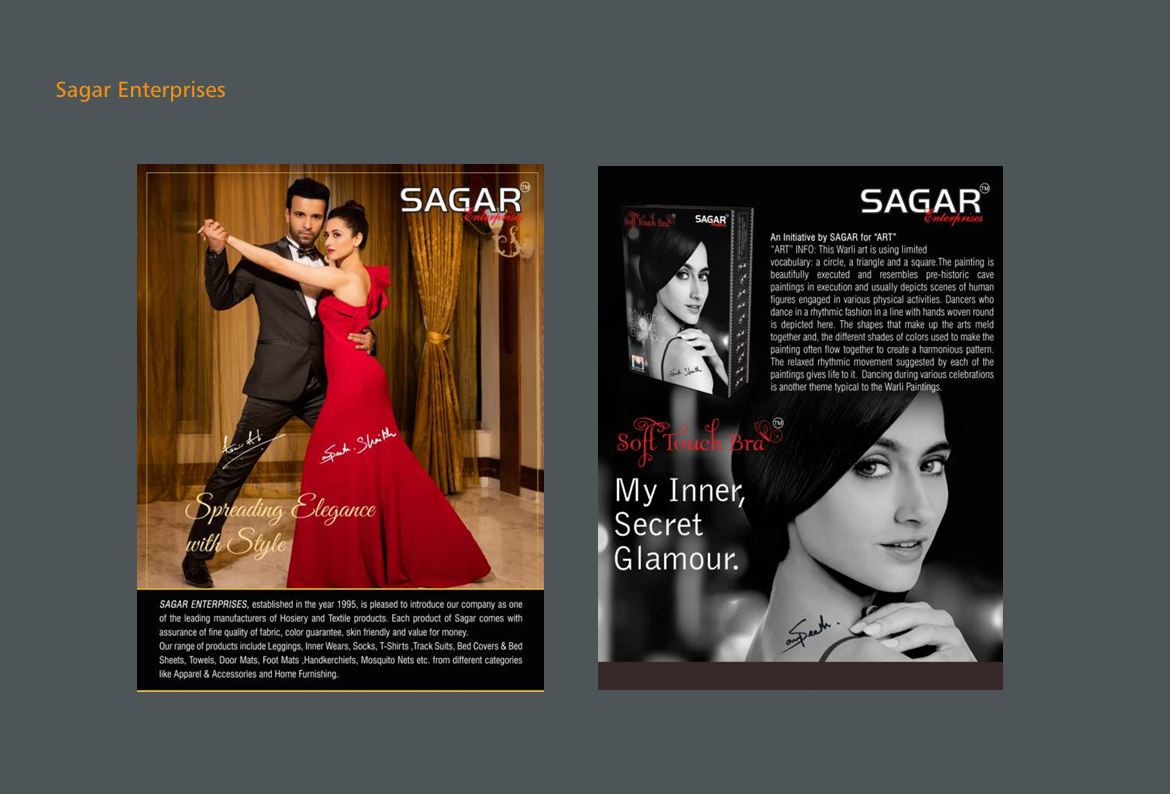 Sagar Enterprises
SAGAR TM
Enterprises
Spreading Elegance
with Style
SAGAR ENTERPRISES, established in the year 1995, is pleased to introduce our company as one
of the leading manufacturers of Hosiery and Textile products. Each product of Sagar comes with
assurance of fine quality of fabric, color guarantee, skin friendly and value for money.
Our range of products include Leggings, Inner Wears, Socks, T-Shirts ,Track Suits, Bed Covers & Bed
Sheets, Towels, Door Mats, Foot Mats ,Handkerchiefs, Mosquito Nets etc. from different categories
like Apparel & Accessories and Home Furnishing.
SAGAR TM
Enterprises
Soft Touch Bra
SAGAR
An Initiative by SAGAR for "ART"
"ART" INFO: This Warli art is using limited
vocabulary: a circle, a triangle and a square.The painting is
beautifully executed and resembles pre-historic cave
paintings in execution and usually depicts scenes of human
figures engaged in various physical activities. Dancers who
dance in a rhythmic fashion in a line with hands woven round
is depicted here. The shapes that make up the arts meld
together and, the different shades of colors used to make the
painting often flow together to create a harmonious pattern.
The relaxed rhythmic movement suggested by each of the
paintings gives life to it. Dancing during various celebrations
is another theme typical to the Warli Paintings.
Soft Touch Bra TM
My Inner,
Secret
Glamour.